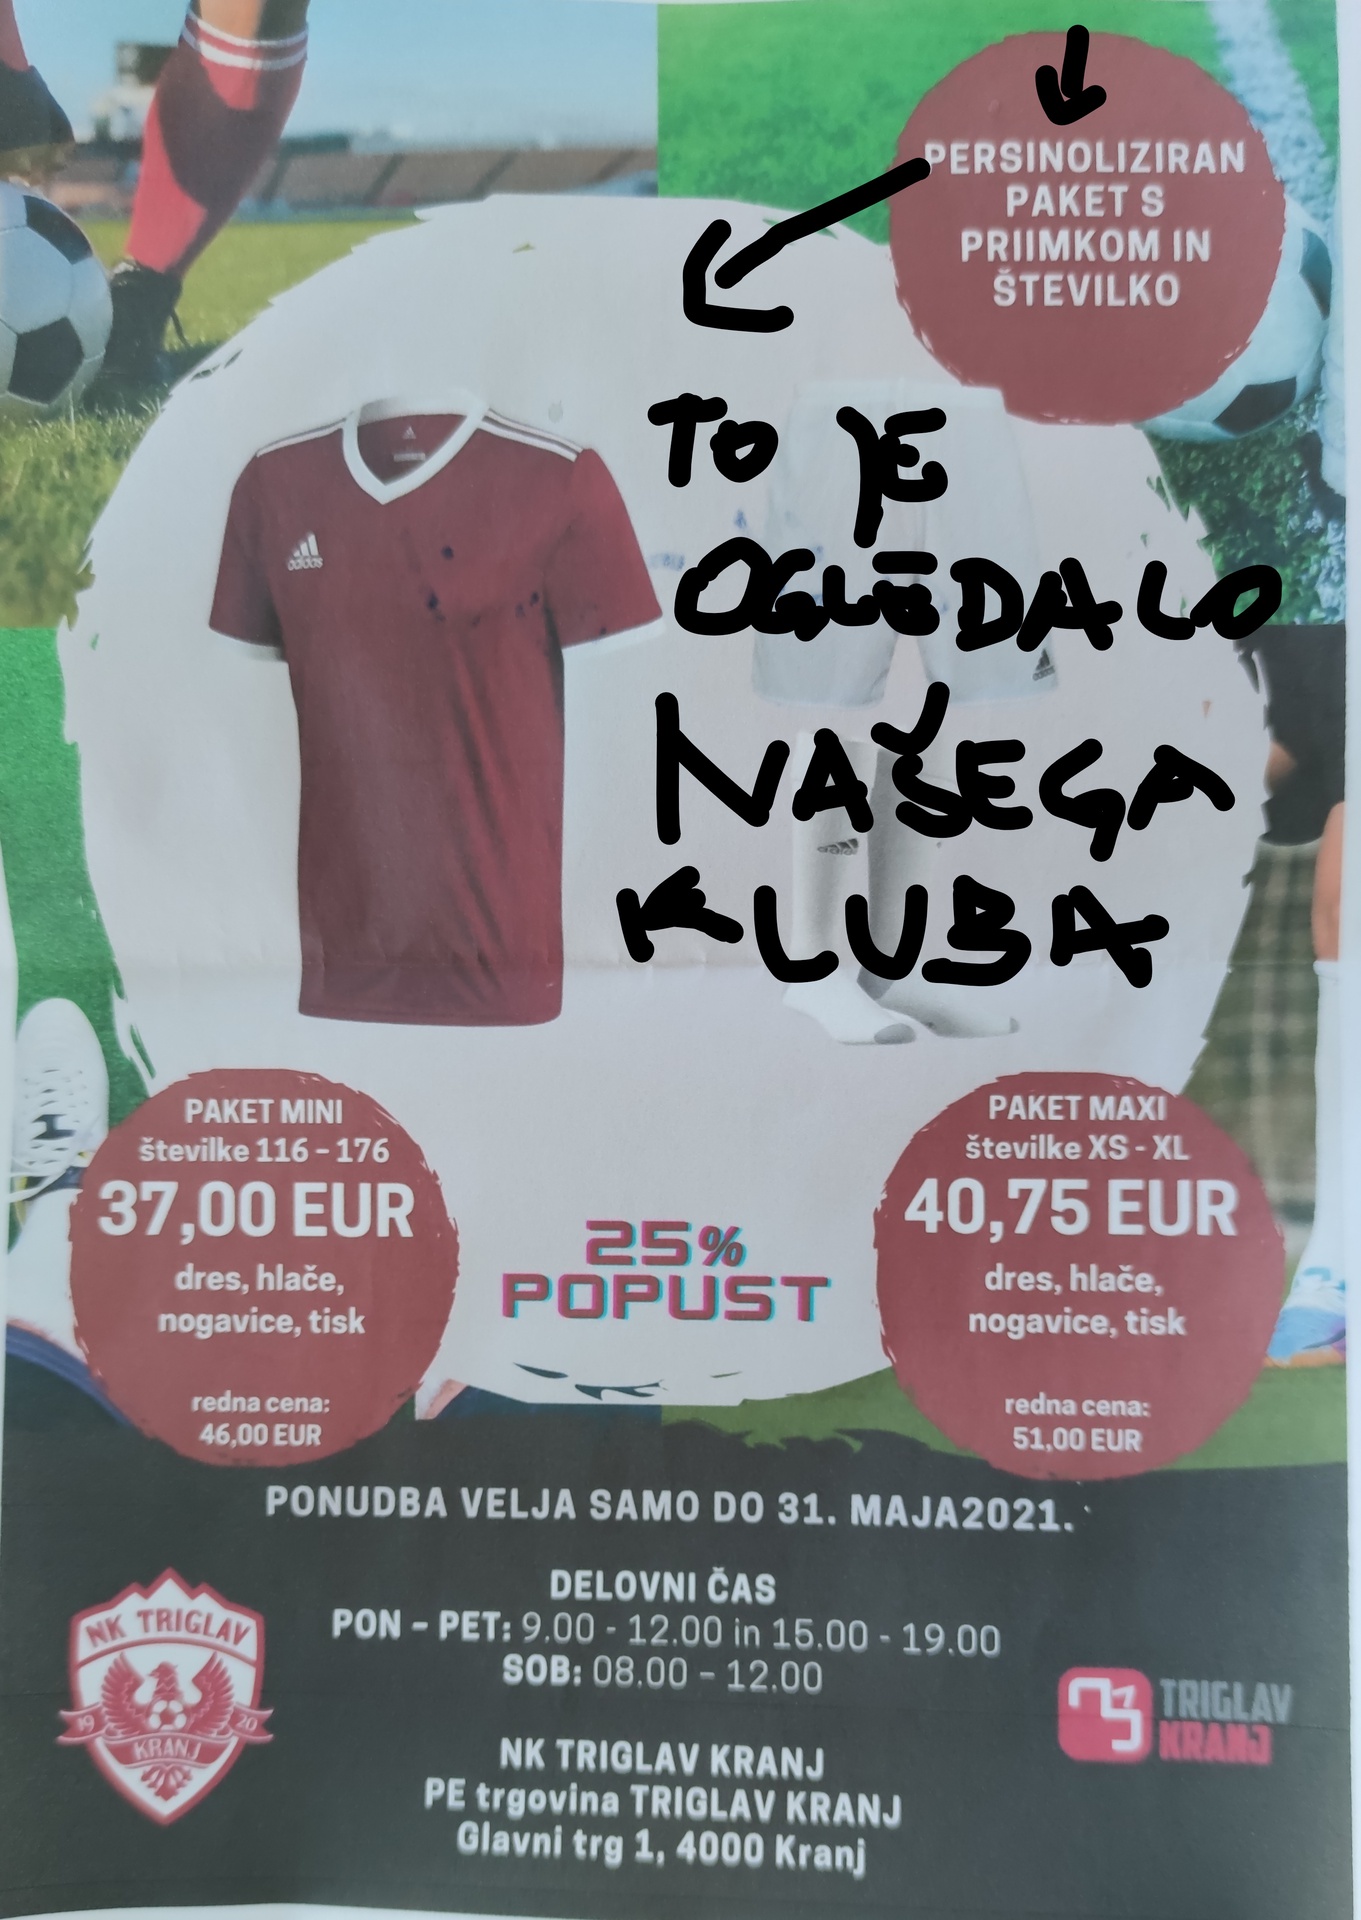 PERSINOLIZIRAN
PAKET S
PRIIMKOM IN
ŠTEVILKO
TO JE
OGLEDALO
NAŠEGA
KLUBA
adidas
PAKET MINI
številke 116 - 176
37,00 EUR
dres, hlače,
nogavice, tisk
redna cena:
46,00 EUR
25%
POPUST
PAKET MAXI
številke XS - XL
40,75 EUR
dres, hlače,
nogavice, tisk
redna cena:
51,00 EUR
PONUDBA VELJA SAMO DO 31. MAJA2021.
DELOVNI ČAS
PON - PET: 9.00 - 12.00 in 15.00 - 19.00
SOB: 08.00 - 12.00
NK TRIGLAV KRANJ
PE trgovina TRIGLAV KRANJ
Glavni trg 1, 4000 Kranj
NK TRIGLAV
19 20
KRANJ
TRIGLAV
KRANJ